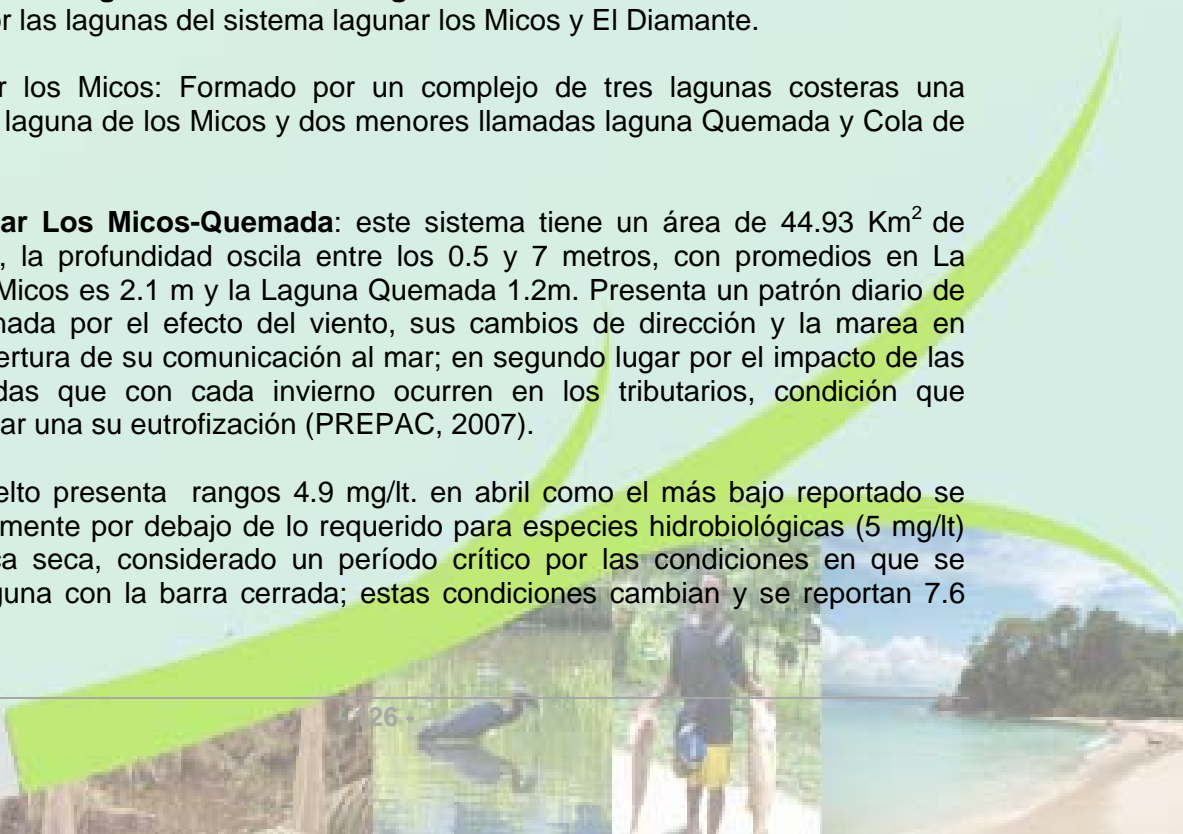 or las lagunas del sistema lagunar los Micos y El Diamante.
r los Micos: Formado por un complejo de tres lagunas costeras una
laguna de los Micos y dos menores llamadas laguna Quemada y Cola de
ar Los Micos-Quemada: este sistema tiene un área de 44.93 Km² de
, la profundidad oscila entre los 0.5 y 7 metros, con promedios en La
Micos es 2.1 m y la Laguna Quemada 1.2m. Presenta un patrón diario de
nada por el efecto del viento, sus cambios de dirección y la marea en
ertura de su comunicación al mar; en segundo lugar por el impacto de las
das que con cada invierno ocurren en los tributarios, condición que
ar una su eutrofización (PREPAC, 2007).
elto presenta rangos 4.9 mg/lt. en abril como el más bajo reportado se
mente por debajo de lo requerido para especies hidrobiológicas (5 mg/lt)
ca seca, considerado un período crítico por las condiciones en que se
guna con la barra cerrada; estas condiciones cambian y se reportan 7.6
26